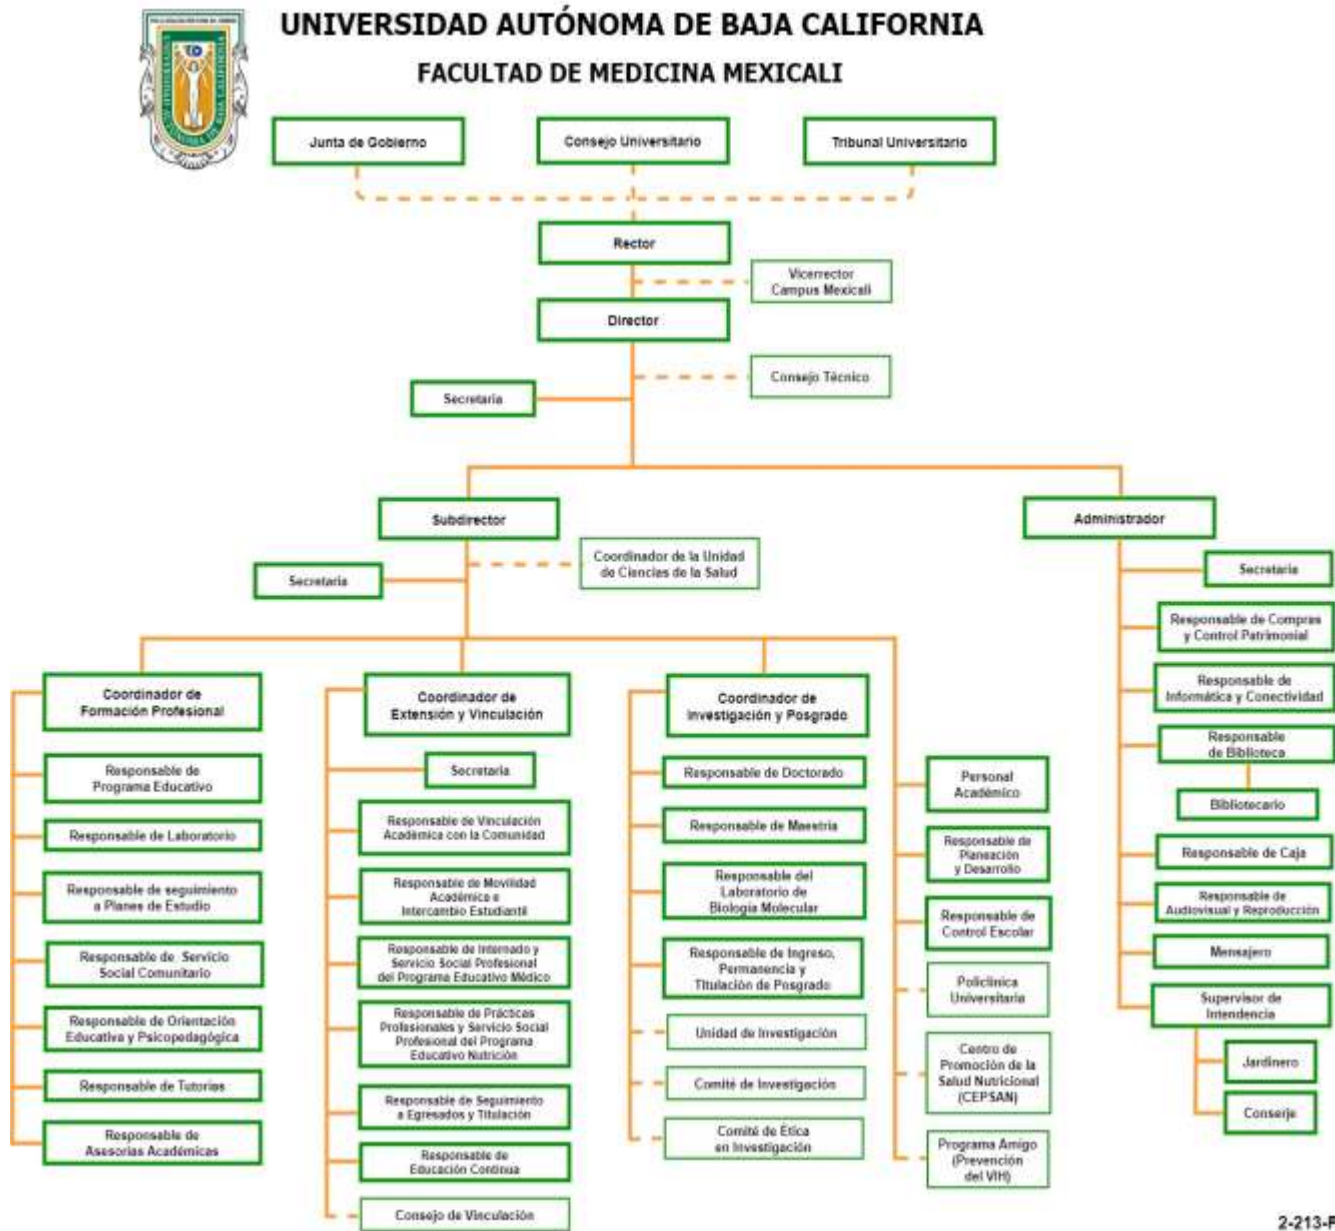 UNIVERSIDAD AUTÓNOMA DE BAJA CALIFORNIA
FACULTAD DE MEDICINA MEXICALI
Junta de Gobierno
Consejo Universitario
Tribunal Universitario
Rector
Vicerrector
Campus Mexicali
Director
Consejo Técnico
Secretaria
Subdirector
Administrador
Coordinador de la Unidad
de Ciencias de la Salud
Secretaria
Coordinador de
Formación Profesional
Responsable de
Programa Educativo
Responsable de Laboratorio
Responsable de seguimiento
a Planes de Estudio
Responsable de Servicio
Social Comunitario
Responsable de Orientación
Educativa y Psicopedagógica
Responsable de Tutorías
Responsable de
Asesorías Académicas
Coordinador de
Extensión y Vinculación
Secretaria
Responsable de Vinculación
Académica con la Comunidad
Responsable de Movilidad
Académica e
Intercambio Estudiantil
Responsable de Internado y
Servicio Social Profesional
del Programa Educativo Médico
Responsable de Prácticas
Profesionales y Servicio Social
Profesional del Programa
Educativo Nutrición
Responsable de Seguimiento
a Egresados y Titulación
Responsable de
Educación Continua
Consejo de Vinculación
Coordinador de
Investigación y Posgrado
Responsable de Doctorado
Responsable de Maestría
Responsable del
Laboratorio de
Biología Molecular
Responsable de Ingreso,
Permanencia y
Titulación de Posgrado
Unidad de Investigación
Comité de Investigación
Comité de Ética
en Investigación
Personal
Académico
Responsable de
Planeación
y Desarrollo
Responsable de
Control Escolar
Policlínica
Universitaria
Centro de
Promoción de la
Salud Nutricional
(CEPSAN)
Programa Amigo
(Prevención
del VIH)
Secretaria
Responsable de Compras
y Control Patrimonial
Responsable de
Informática y Conectividad
Responsable
de Biblioteca
Bibliotecario
Responsable de Caja
Responsable de
Audiovisual y Reproducción
Mensajero
Supervisor de
Intendencia
Jardinero
Conserje